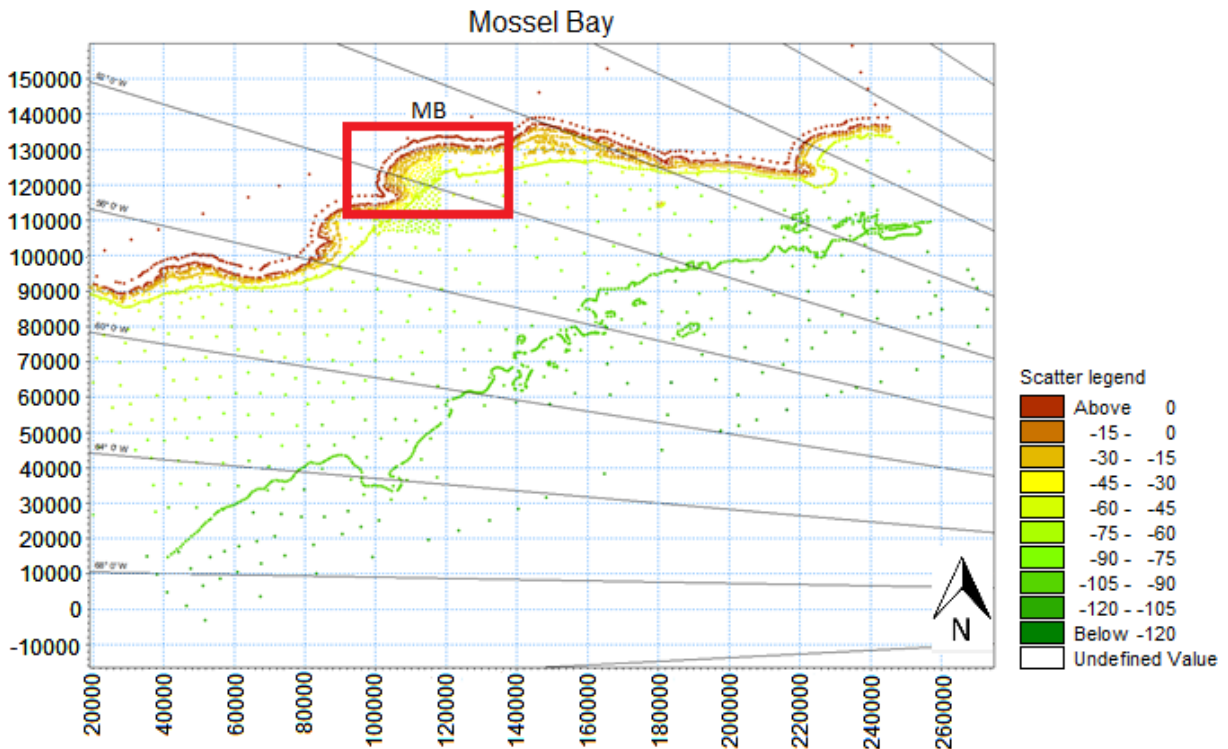 Mossel Bay
150000
140000
130000
120000
110000
100000
90000
80000
70000
60000
50000
40000
30000
20000
10000
0
-10000
MB
20000
40000
60000
80000
100000
120000
140000
160000
180000
200000
220000
240000
260000
N
Scatter legend
Above 0
-15 - 0
-30 - -15
-45 - -30
-60 - -45
-75 - -60
-90 - -75
-105 - -90
-120 - -105
Below -120
Undefined Value